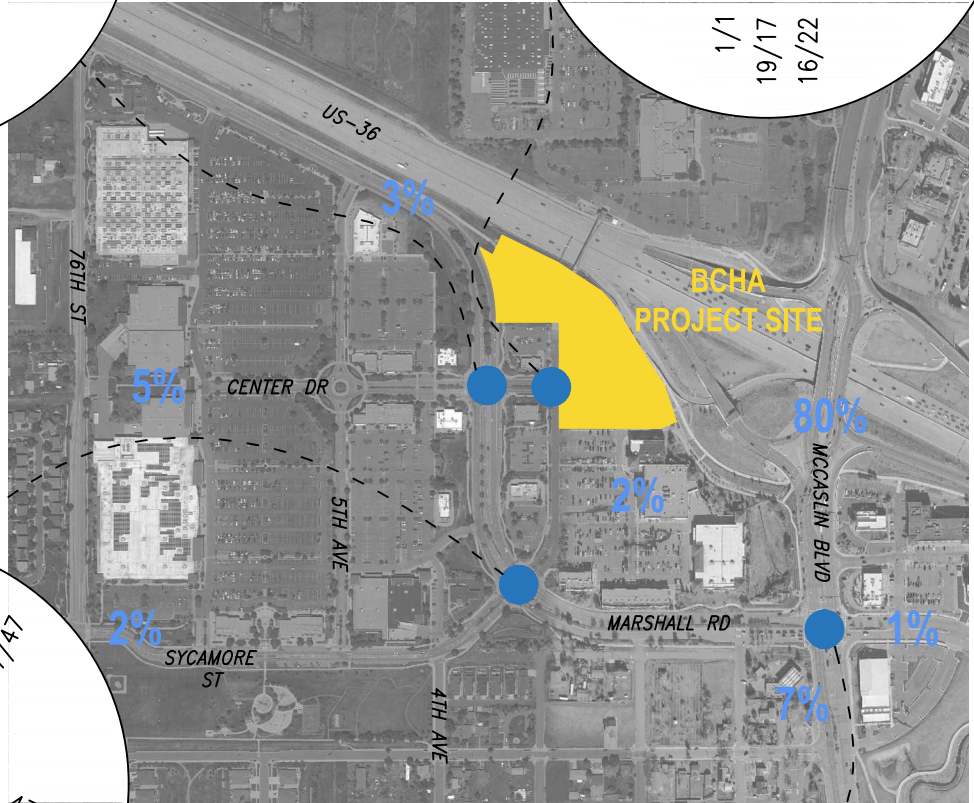 1/1
19/17
16/22
US-36
3%
76TH ST
BCHA
PROJECT SITE
5%
CENTER DR
80%
MCCASLIN BLVD
2%
5TH AVE
2%
MARSHALL RD
1%
/47
SYCAMORE
ST
7%
4TH AVE